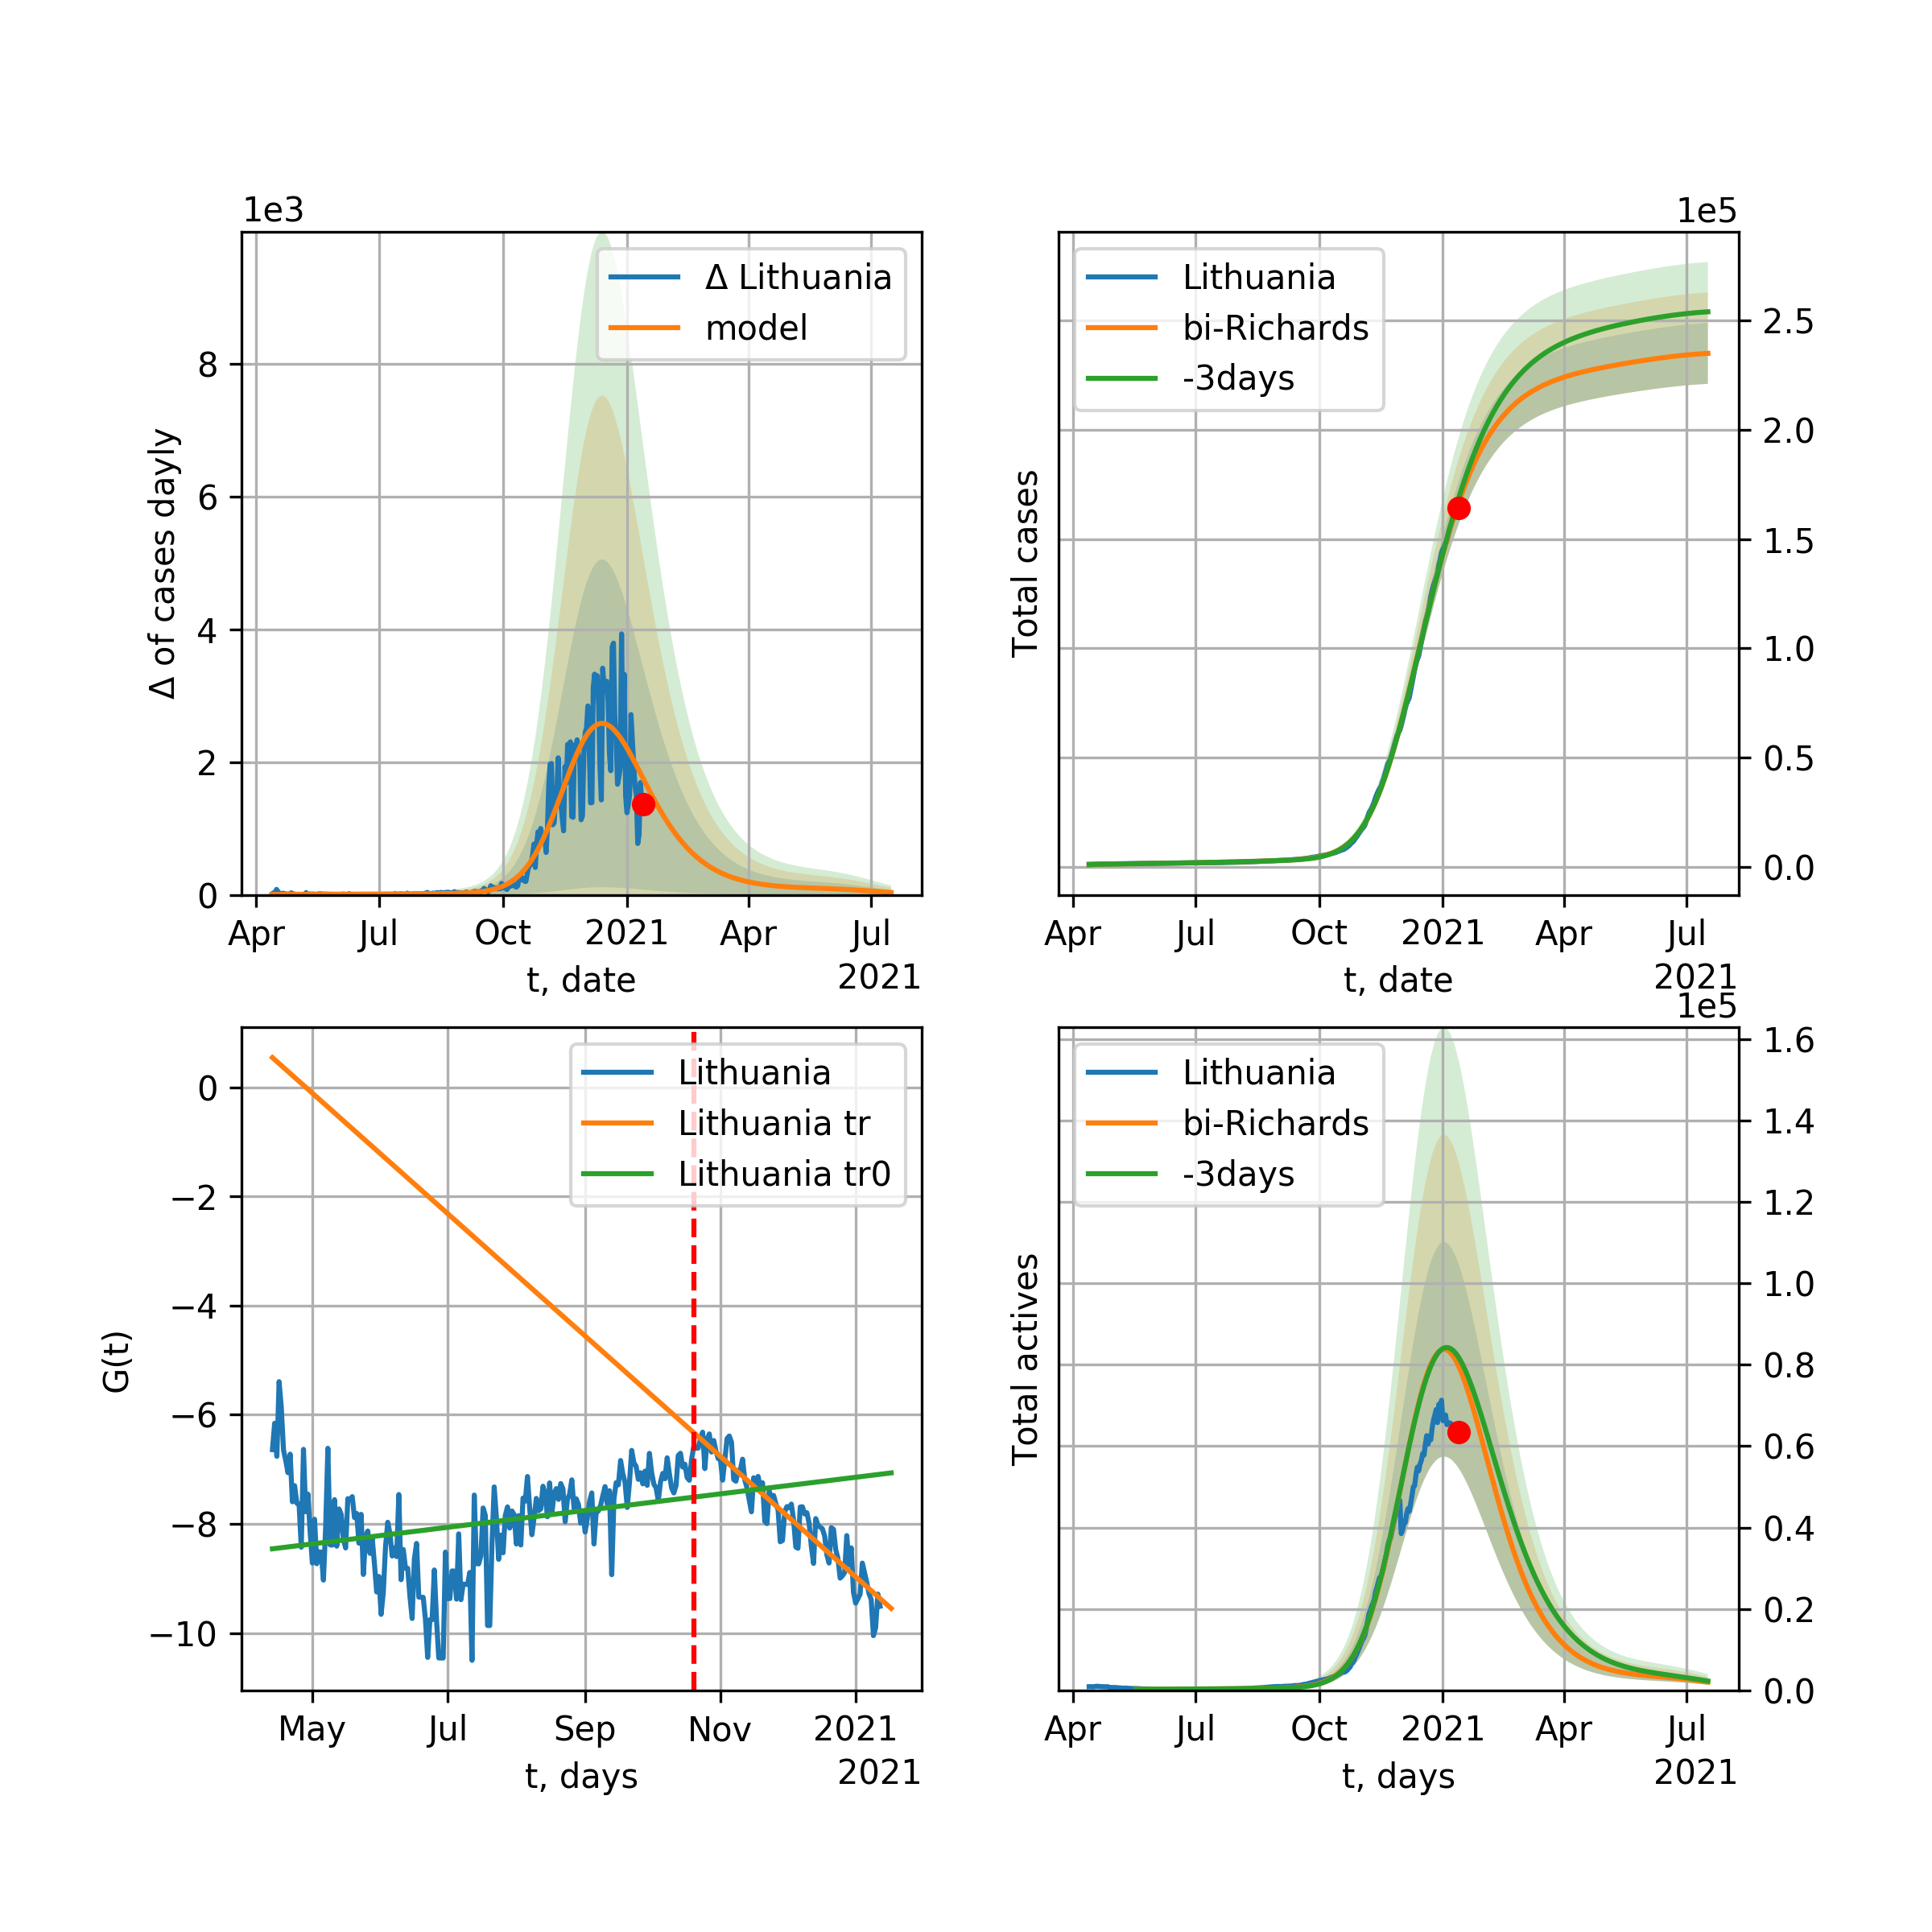 1e3
Δ of cases dayly
8
6
4
2
0
Δ Lithuania
model
Apr Jul Oct 2021 Apr Jul
2021
t, date
1e5
Total cases
Lithuania
bi-Richards
-3days
2.5
2.0
1.5
1.0
0.5
0.0
Apr Jul Oct 2021 Apr Jul
2021
t, date
G(t)
0
−2
−4
−6
−8
−10
Lithuania
Lithuania tr
Lithuania tr0
May Jul Sep Nov 2021
2021
t, days
1e5
Total actives
Lithuania
bi-Richards
-3days
1.6
1.4
1.2
1.0
0.8
0.6
0.4
0.2
0.0
Apr Jul Oct 2021 Apr Jul
2021
t, days